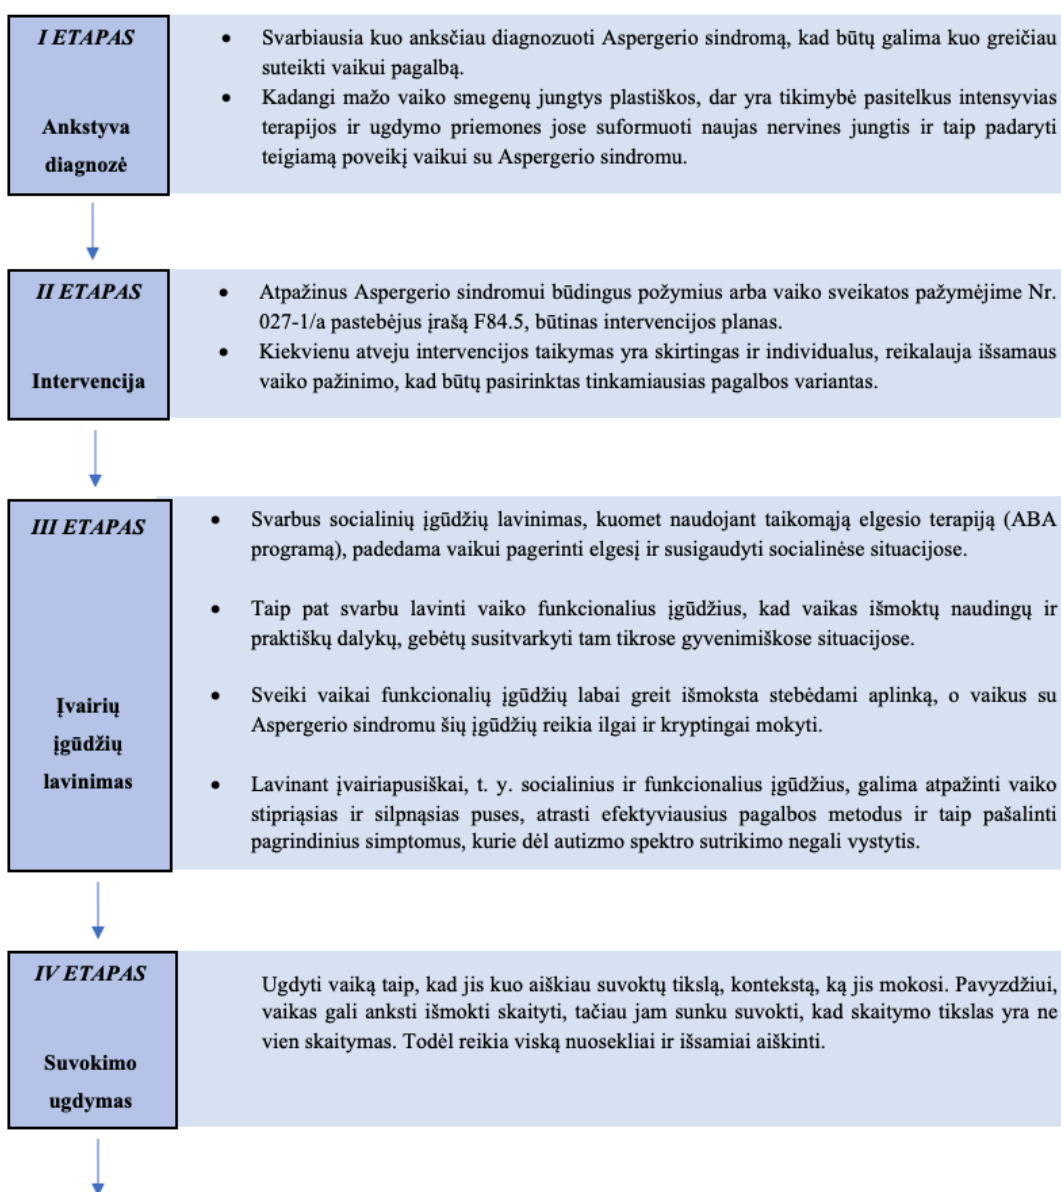 I ETAPAS
Ankstyva
diagnozė
• Svarbiausia kuo anksčiau diagnozuoti Aspergerio sindromą, kad būtų galima kuo greičiau
suteikti vaikui pagalbą.
• Kadangi mažo vaiko smegenų jungtys plastiškos, dar yra tikimybė pasitelkus intensyvias
terapijos ir ugdymo priemones jose suformuoti naujas nervines jungtis ir taip padaryti
teigiamą poveikį vaikui su Aspergerio sindromu.
II ETAPAS
Intervencija
• Atpažinus Aspergerio sindromui būdingus požymius arba vaiko sveikatos pažymėjime Nr.
027-1/a pastebėjus įrašą F84.5, būtinas intervencijos planas.
• Kiekvienu atveju intervencijos taikymas yra skirtingas ir individualus, reikalauja išsamaus
vaiko pažinimo, kad būtų pasirinktas tinkamiausias pagalbos variantas.
III ETAPAS
Įvairių
įgūdžių
lavinimas
• Svarbus socialinių įgūdžių lavinimas, kuomet naudojant taikomąją elgesio terapiją (ABA
programą), padedama vaikui pagerinti elgesį ir susigaudyti socialinėse situacijose.
• Taip pat svarbu lavinti vaiko funkcionalius įgūdžius, kad vaikas išmoktų naudingų ir
praktiškų dalykų, gebėtų susitvarkyti tam tikrose gyvenimiškose situacijose.
• Sveiki vaikai funkcionalių įgūdžių labai greit išmoksta stebėdami aplinką, o vaikus su
Aspergerio sindromu šių įgūdžių reikia ilgai ir kryptingai mokyti.
• Lavinant įvairiapusiškai, t. y. socialinius ir funkcionalius įgūdžius, galima atpažinti vaiko
stipriąsias ir silpnąsias puses, atrasti efektyviausius pagalbos metodus ir taip pašalinti
pagrindinius simptomus, kurie dėl autizmo spektro sutrikimo negali vystytis.
IV ETAPAS
Suvokimo
ugdymas
Ugdyti vaiką taip, kad jis kuo aiškiau suvoktų tikslą, kontekstą, ką jis mokosi. Pavyzdžiui,
vaikas gali anksti išmokti skaityti, tačiau jam sunku suvokti, kad skaitymo tikslas yra ne
vien skaitymas. Todėl reikia viską nuosekliai ir išsamiai aiškinti.